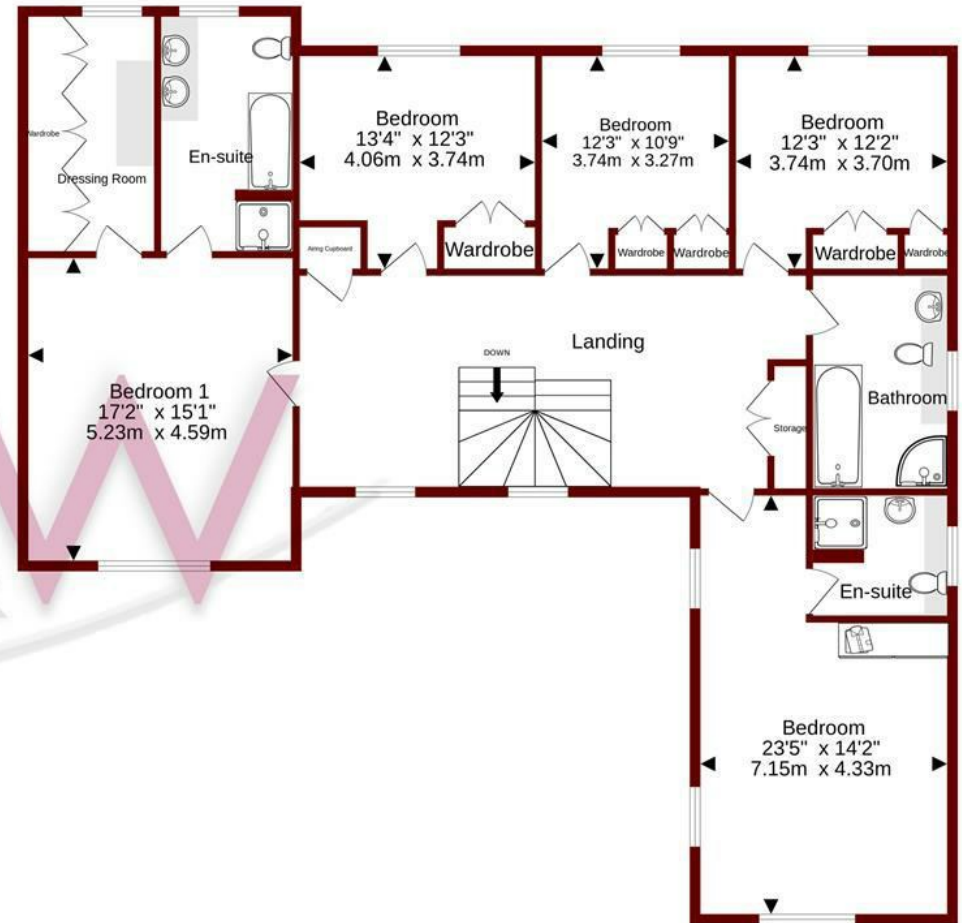 Wardrobe
Dressing Room
En-suite
Bedroom
13'4" x 12'3"
4.06m x 3.74m
Bedroom
12'3" x 10'9"
3.74m x 3.27m
Bedroom
12'3" x 12'2"
3.74m x 3.70m
Airing Cupboard
Wardrobe
Wardrobe
Wardrobe
Wardrobe
Wardrobe
Landing
DOWN
Bedroom 1
17'2" x 15'1"
5.23m x 4.59m
Bathroom
Storage
En-suite
Bedroom
23'5" x 14'2"
7.15m x 4.33m
W